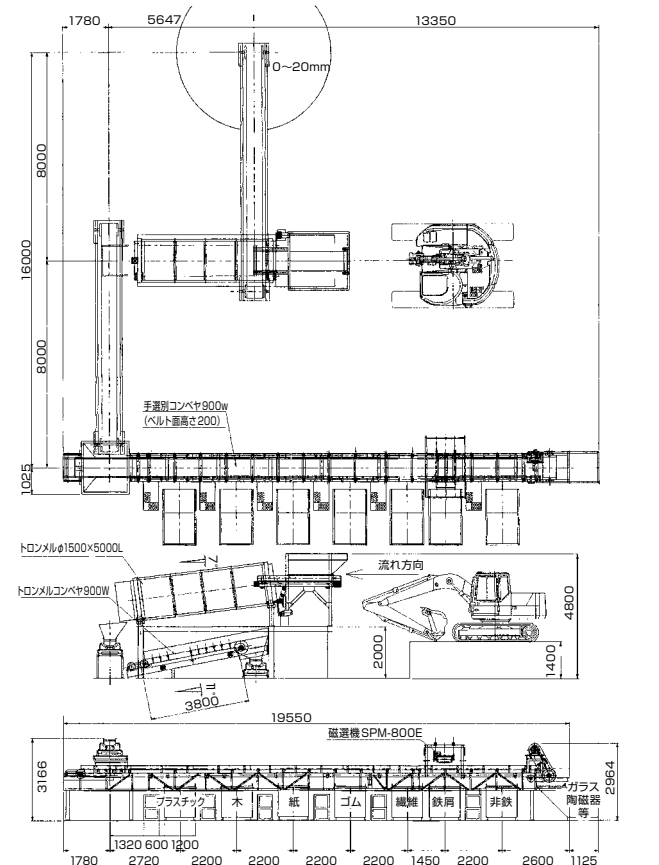 1780
5647
13350
0～20mm
8000
16000
8000
手選別コンベヤ900w
(ベルト面高さ200)
1025
トロンメルφ1500×5000L
流れ方向
トロンメルコンベヤ900W
4800
2000
1400
3800
19550
磁選機SPM-800E
3166
2964
プラスチック
木
紙
ゴム
繊維
鉄屑
非鉄
ガラス
陶磁器
等
1320 600 1200
1780
2720
2200
2200
2200
2200
1450
2200
2600
1125